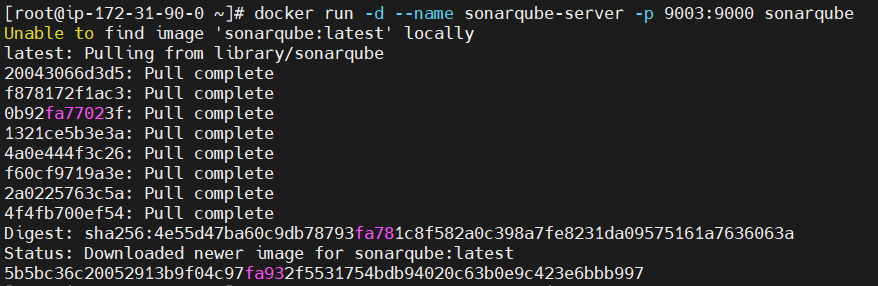 [root@ip-172-31-90-0 ~]# docker run -d --name sonarqube-server -p 9003:9000 sonarqube
Unable to find image 'sonarqube:latest' locally
latest: Pulling from library/sonarqube
20043066d3d5: Pull complete
f878172f1ac3: Pull complete
0b92fa77023f: Pull complete
1321ce5b3e3a: Pull complete
4a0e444f3c26: Pull complete
f60cf9719a3e: Pull complete
2a0225763c5a: Pull complete
4f4fb700ef54: Pull complete
Digest: sha256:4e55d47ba60c9db78793fa781c8f582a0c398a7fe8231da09575161a7636063a
Status: Downloaded newer image for sonarqube:latest
5b5bc36c20052913b9f04c97fa932f5531754bdb94020c63b0e9c423e6bbb997